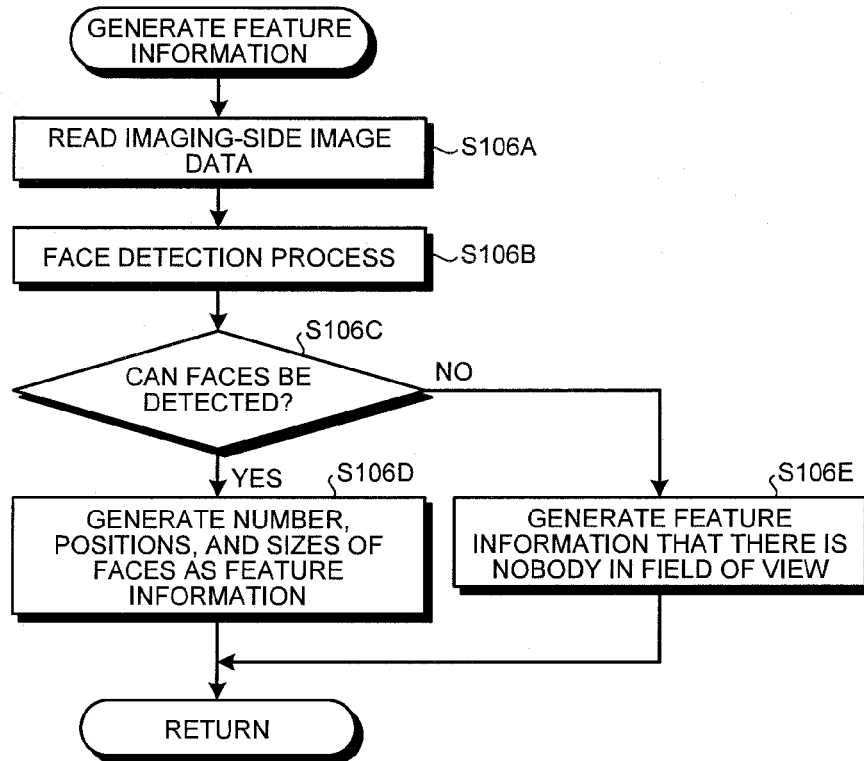 GENERATE FEATURE
INFORMATION
READ IMAGING-SIDE IMAGE
DATA
S106A
FACE DETECTION PROCESS
S106B
S106C
CAN FACES BE
DETECTED?
NO
YES
S106D
GENERATE NUMBER,
POSITIONS, AND SIZES OF
FACES AS FEATURE
INFORMATION
S106E
GENERATE FEATURE
INFORMATION THAT THERE IS
NOBODY IN FIELD OF VIEW
RETURN